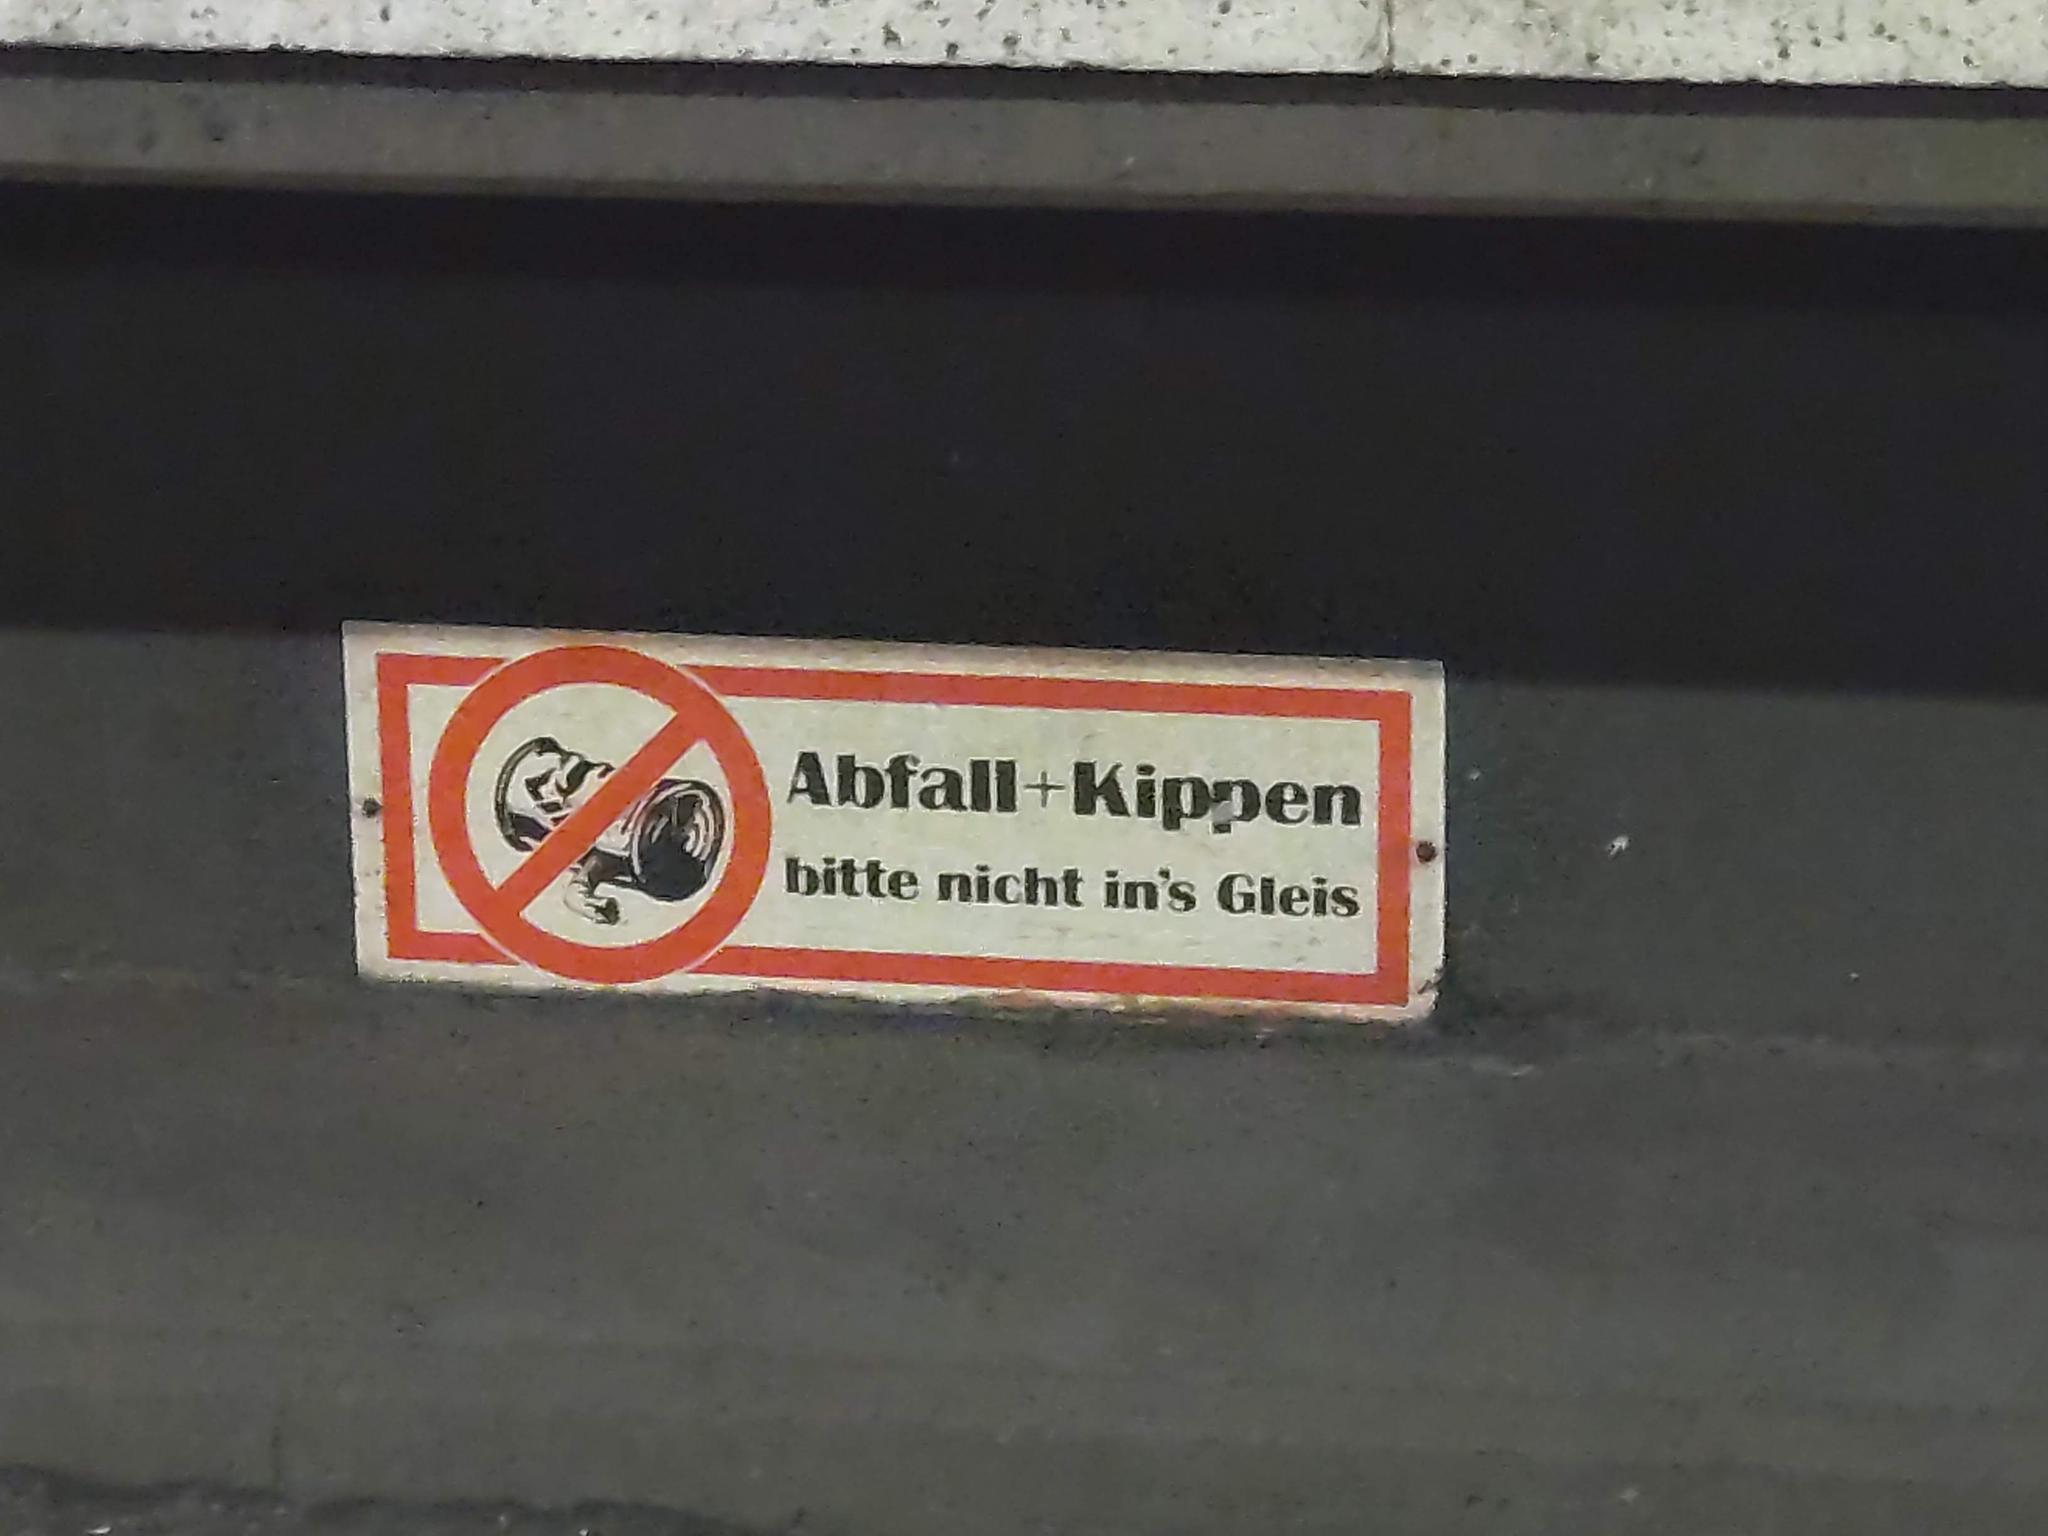 Abfall+Kippen
bitte nicht in's Gleis